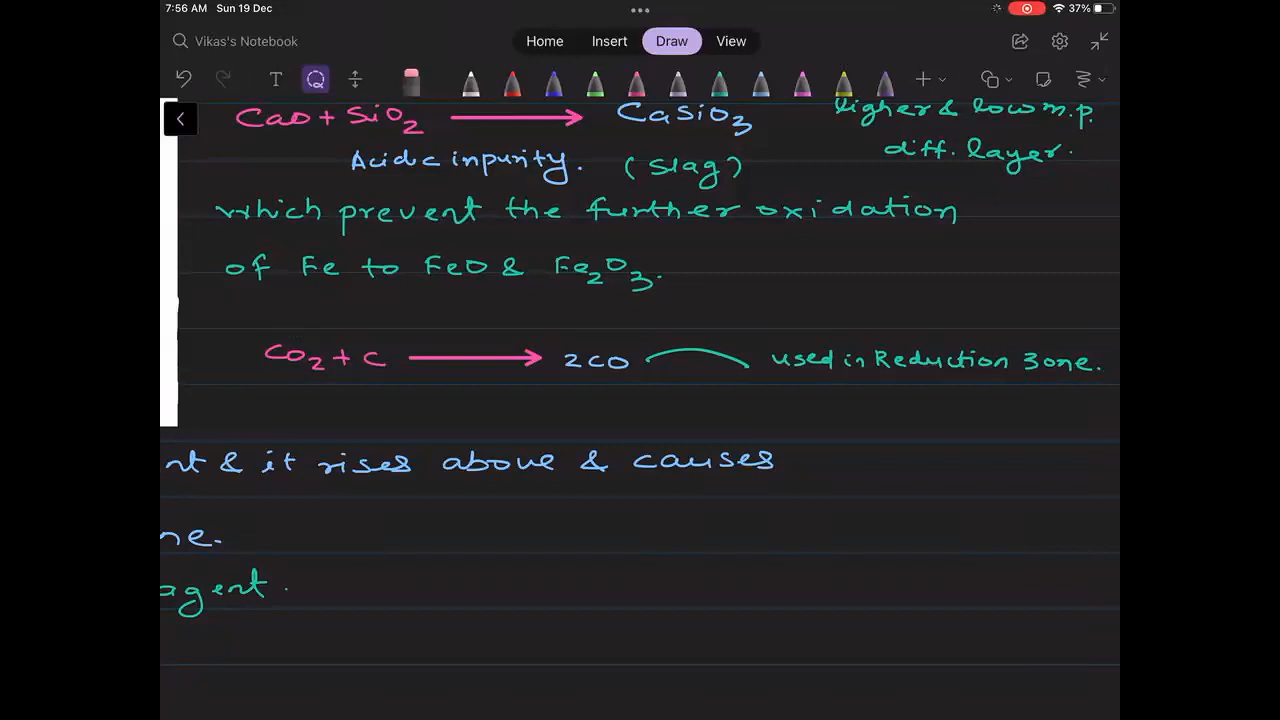 7:56 AM Sun 19 Dec
37%
Vikas's Notebook
Home Insert Draw View
CaO + SiO2 ⟶ CaSiO3 ligher & low m.p.
Acidic inpurity. (Slag) diff. layer.
which prevent the further oxidation
of Fe to FeO & Fe2O3.
CO2 + C ⟶ 2CO used in Reduction Zone.
nt & it rises above & causes
ne.
agent.